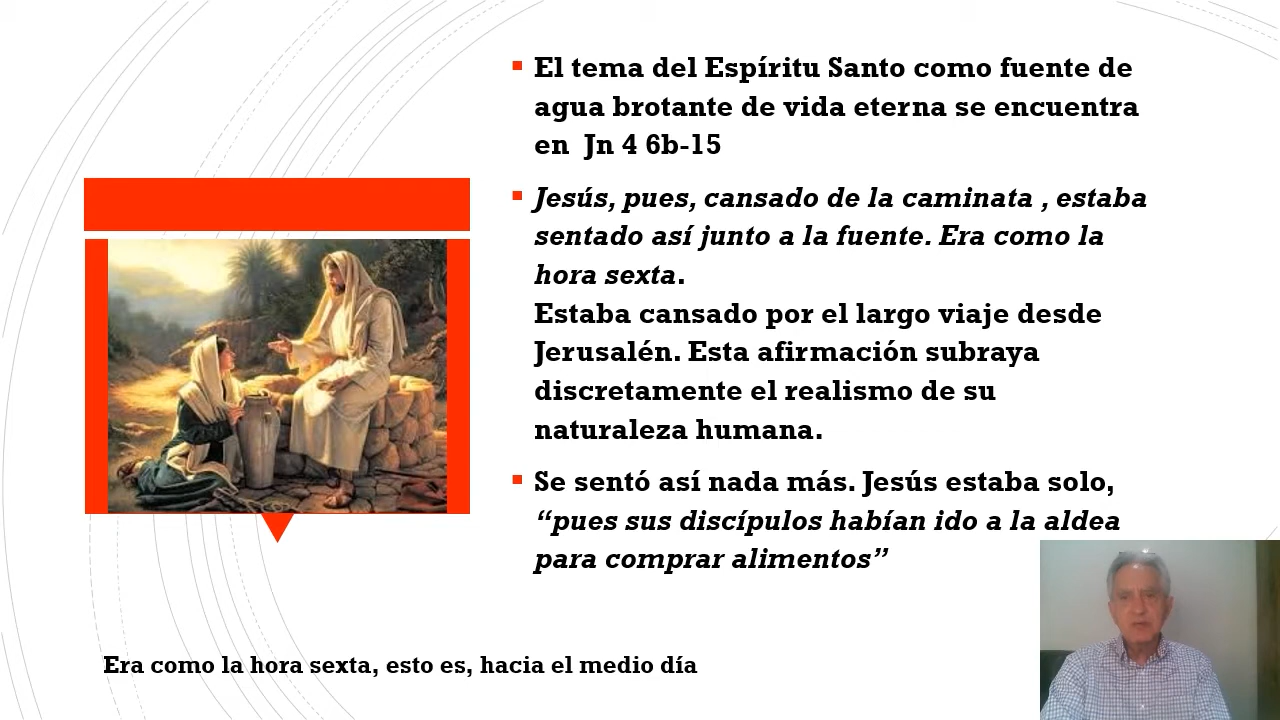 El tema del Espíritu Santo como fuente de
agua brotante de vida eterna se encuentra
en  Jn 4 6b-15
Jesús, pues, cansado de la caminata , estaba
sentado así junto a la fuente. Era como la
hora sexta.
Estaba cansado por el largo viaje desde
Jerusalén. Esta afirmación subraya
discretamente el realismo de su
naturaleza humana.
Se sentó así nada más. Jesús estaba solo,
“pues sus discípulos habían ido a la aldea
para comprar alimentos”
Era como la hora sexta, esto es, hacia el medio día